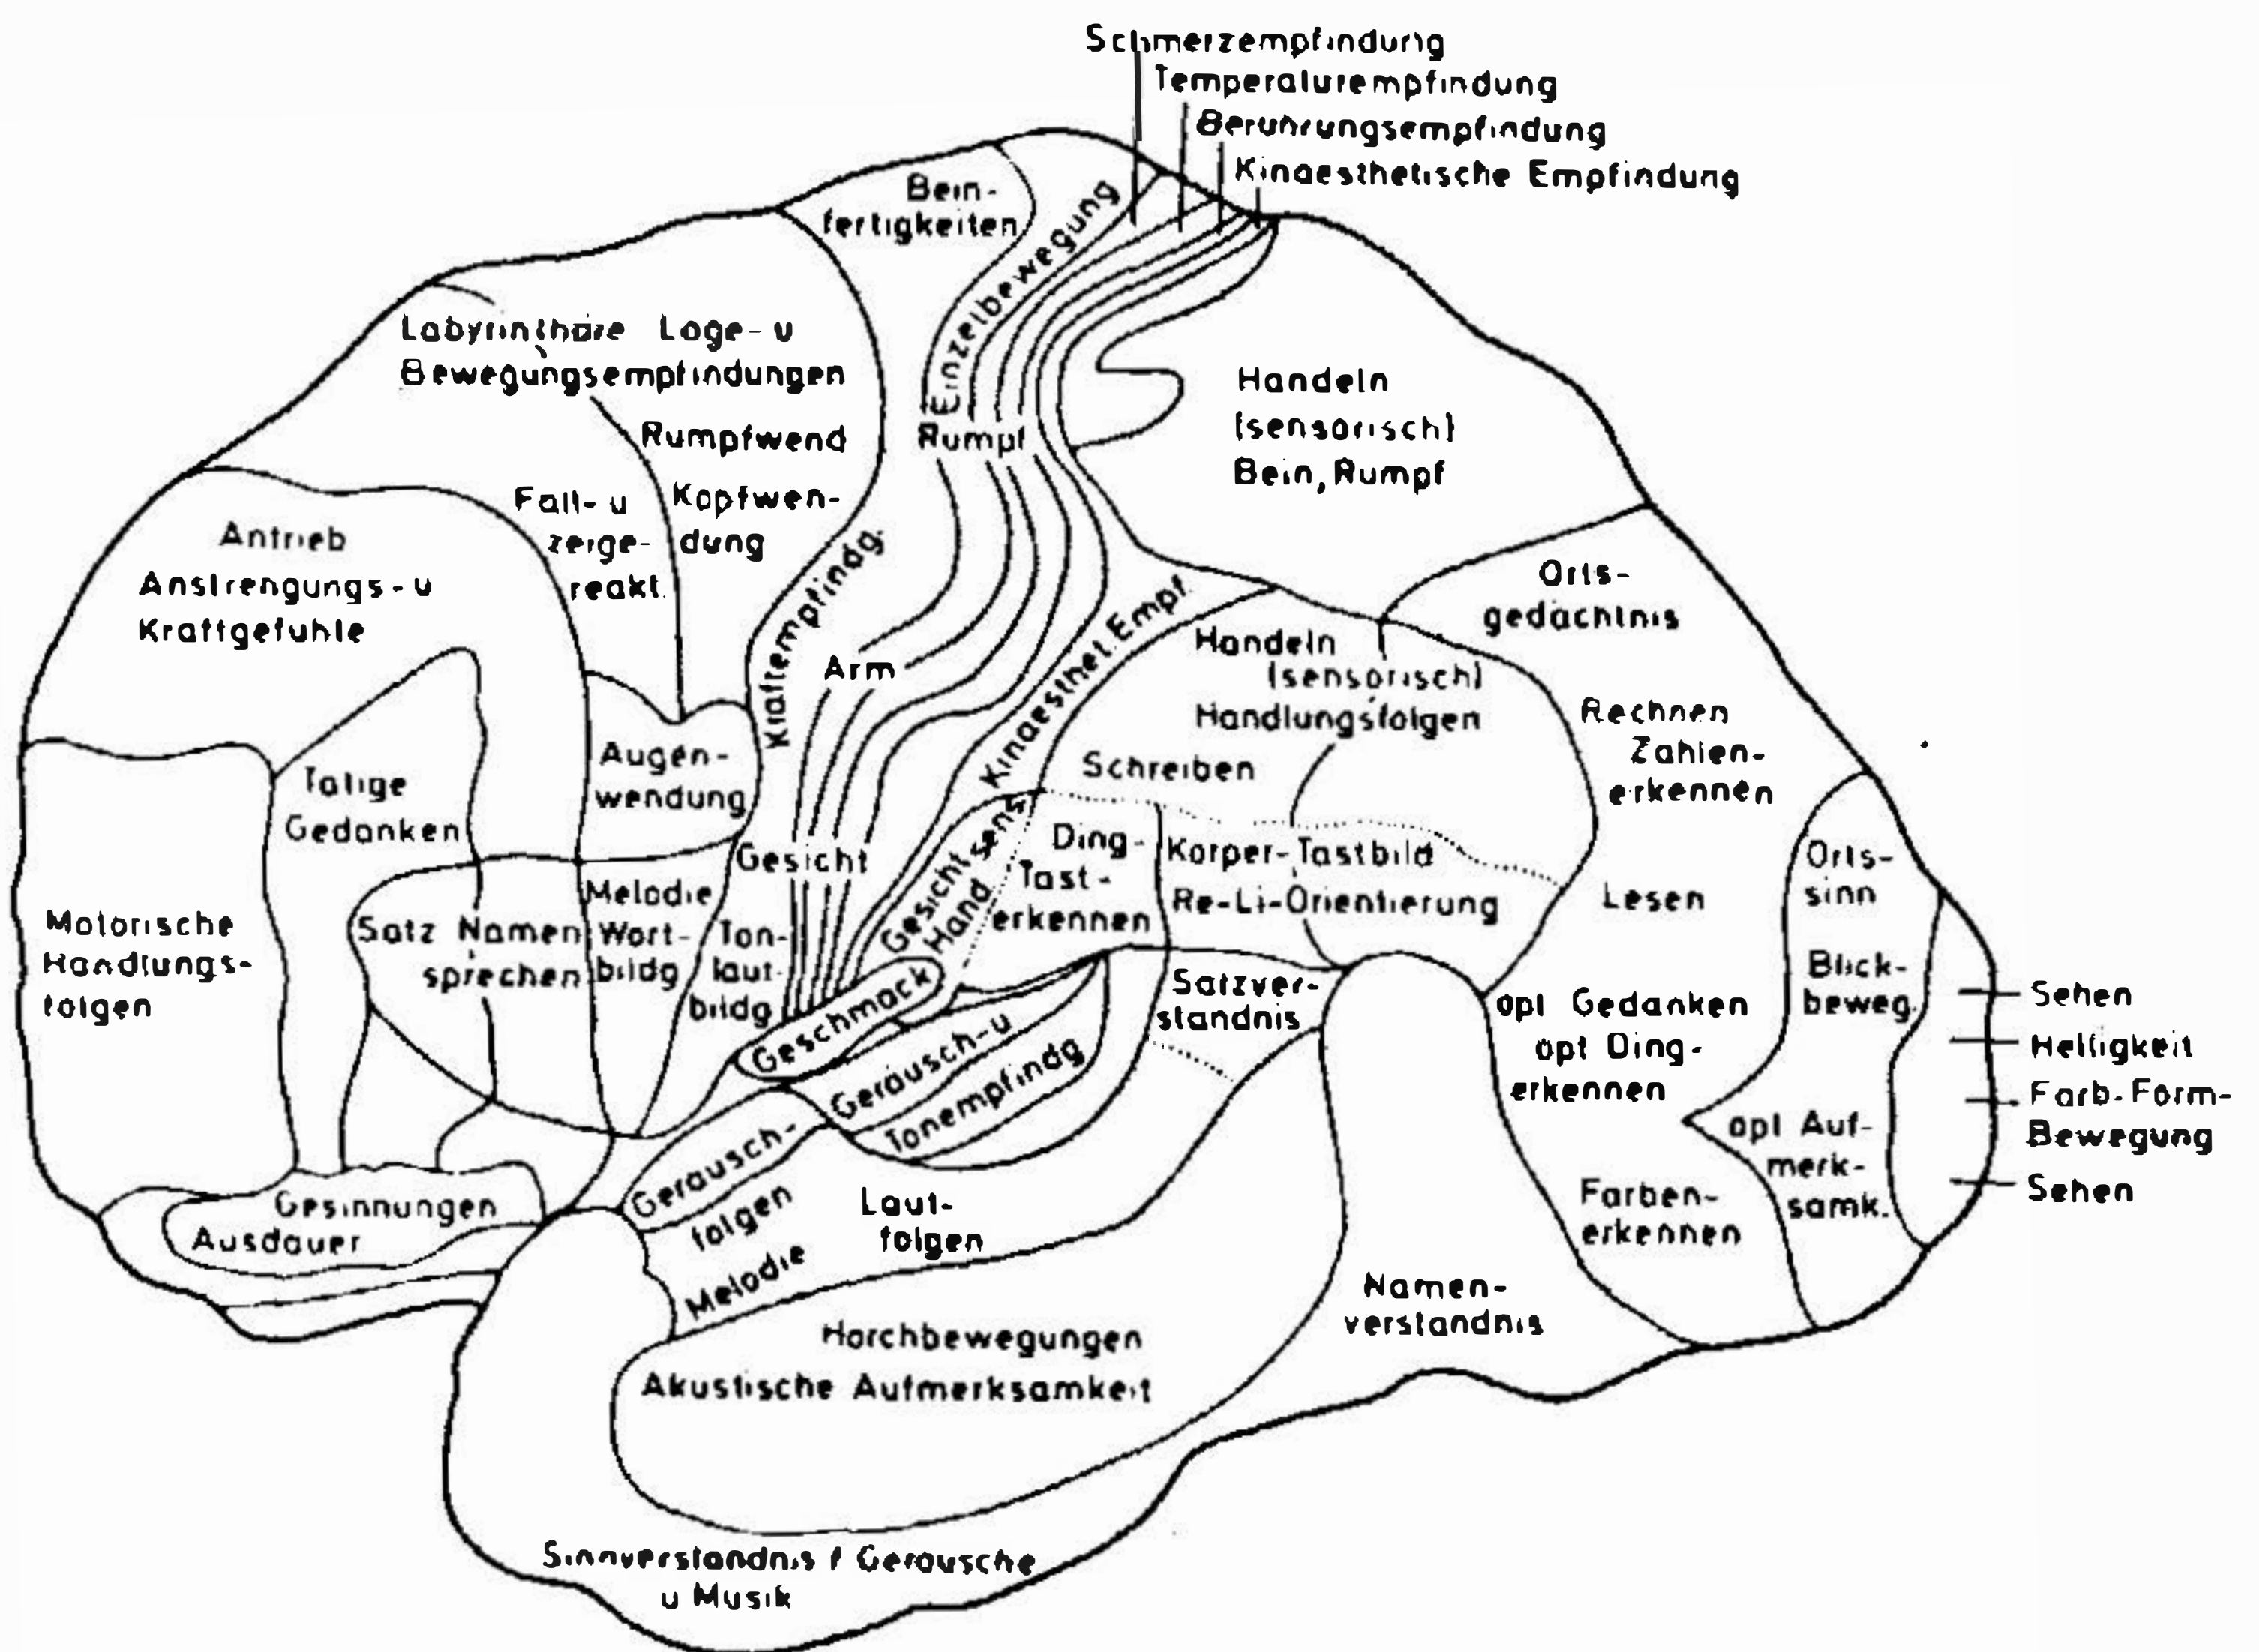 Schmerzempfindung
Temperaturempfindung
Beruhrungsempfindung
Kinaesthetische Empfindung
Bein-
fertigkeiten
Einzelbewegung
Labyrinthäre Lage- u
Bewegungsempfindungen
Rumpfwend
Rumpf
Handeln
(sensorisch)
Bein, Rumpf
Fall- u
zeige-
reakt.
Kopfwen-
dung
Antrieb
Anstrengungs- u
Kraftgefuhle
Kraftempfindg.
Arm
Kinaesthet. Empf.
Orts-
gedachtnis
Handeln
(sensorisch)
Handlungsfolgen
Schreiben
Rechnen
Zahlen-
erkennen
Augen-
wendung
Tatige
Gedanken
Gesicht
Gesicht sens.
Hand
Ding-
Tast-
erkennen
Korper-Tastbild
Re-Li-Orientierung
Lesen
Orts-
sinn
Blick-
beweg.
Motorische
Handlungs-
folgen
Satz Namen
sprechen
Melodie
Wort-
bildg
Ton-
laut-
bildg
Geschmack
Gerausch-u
Tonempfindg
Satzver-
standnis
opt Gedanken
opt Ding-
erkennen
Sehen
Helligkeit
Farb-Form-
Bewegung
Sehen
opt Auf-
merk-
samk.
Farben-
erkennen
Gesinnungen
Ausdauer
Gerausch-
folgen
Melodie
Laut-
folgen
Namen-
verstandnis
Horchbewegungen
Akustische Aufmerksamkeit
Sinnverstandnis f Gerausche
u Musik